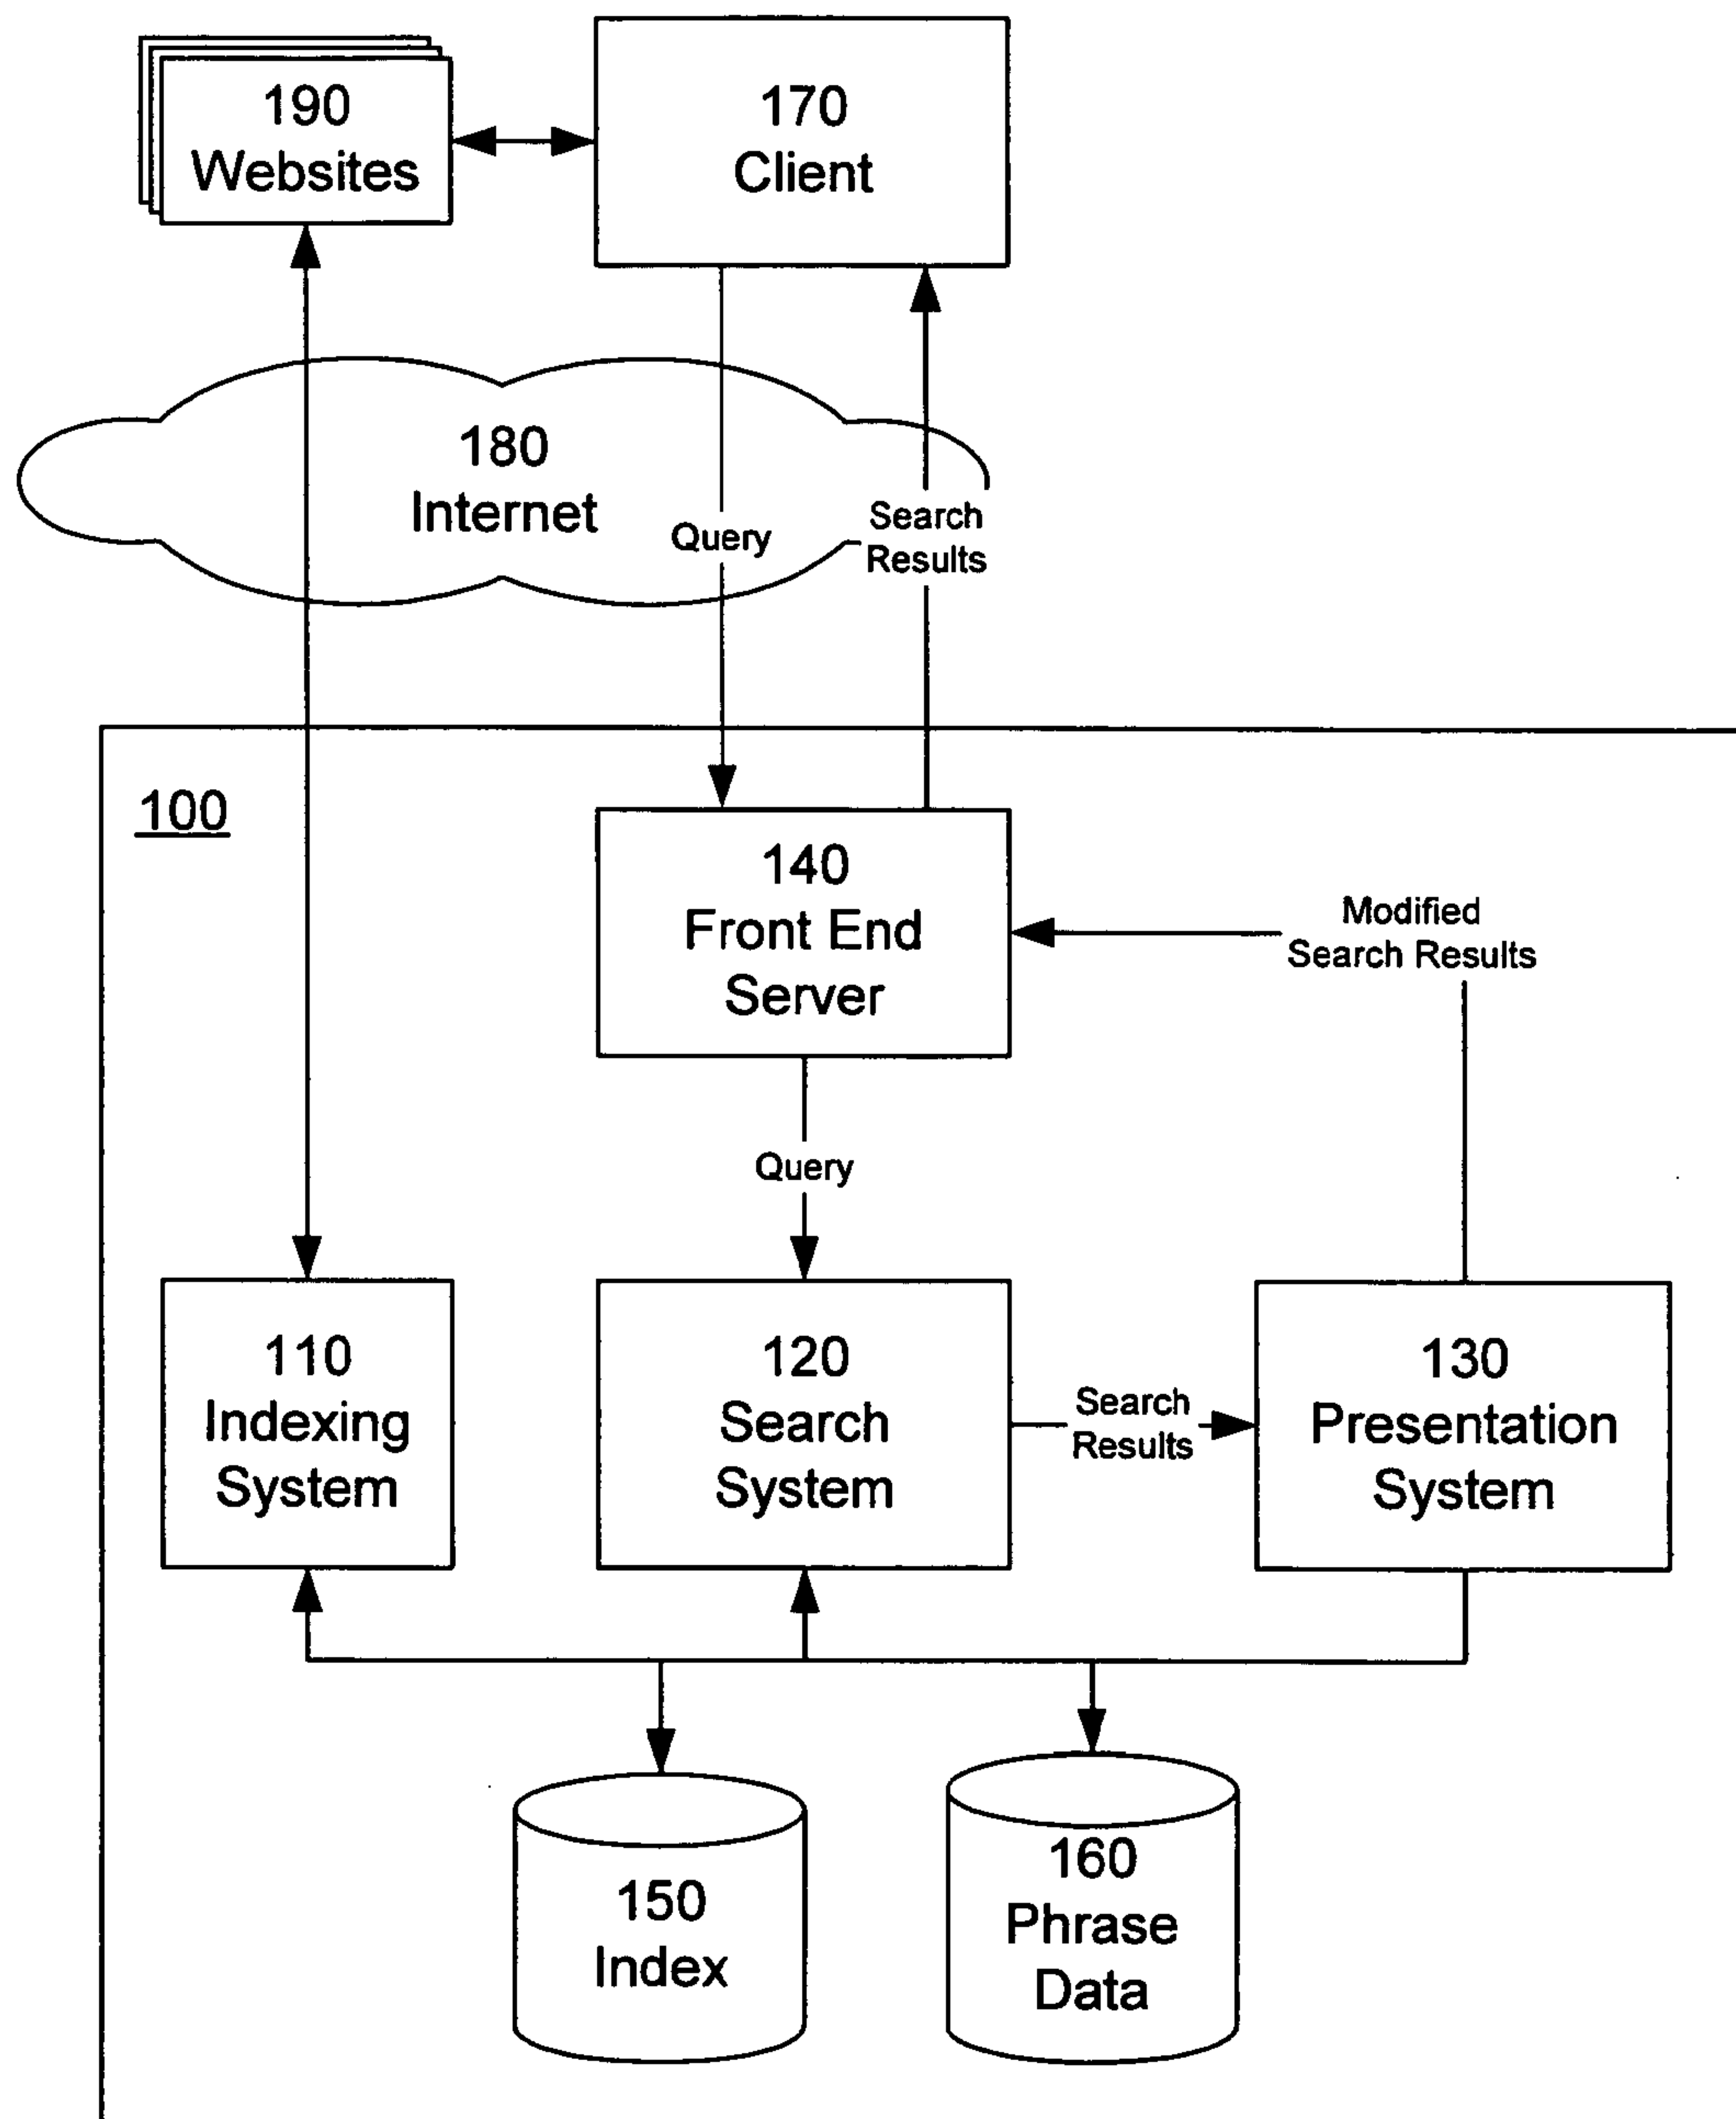 190
Websites
170
Client
180
Internet
Query
Search
Results
100
140
Front End
Server
Modified
Search Results
Query
110
Indexing
System
120
Search
System
Search
Results
130
Presentation
System
150
Index
160
Phrase
Data